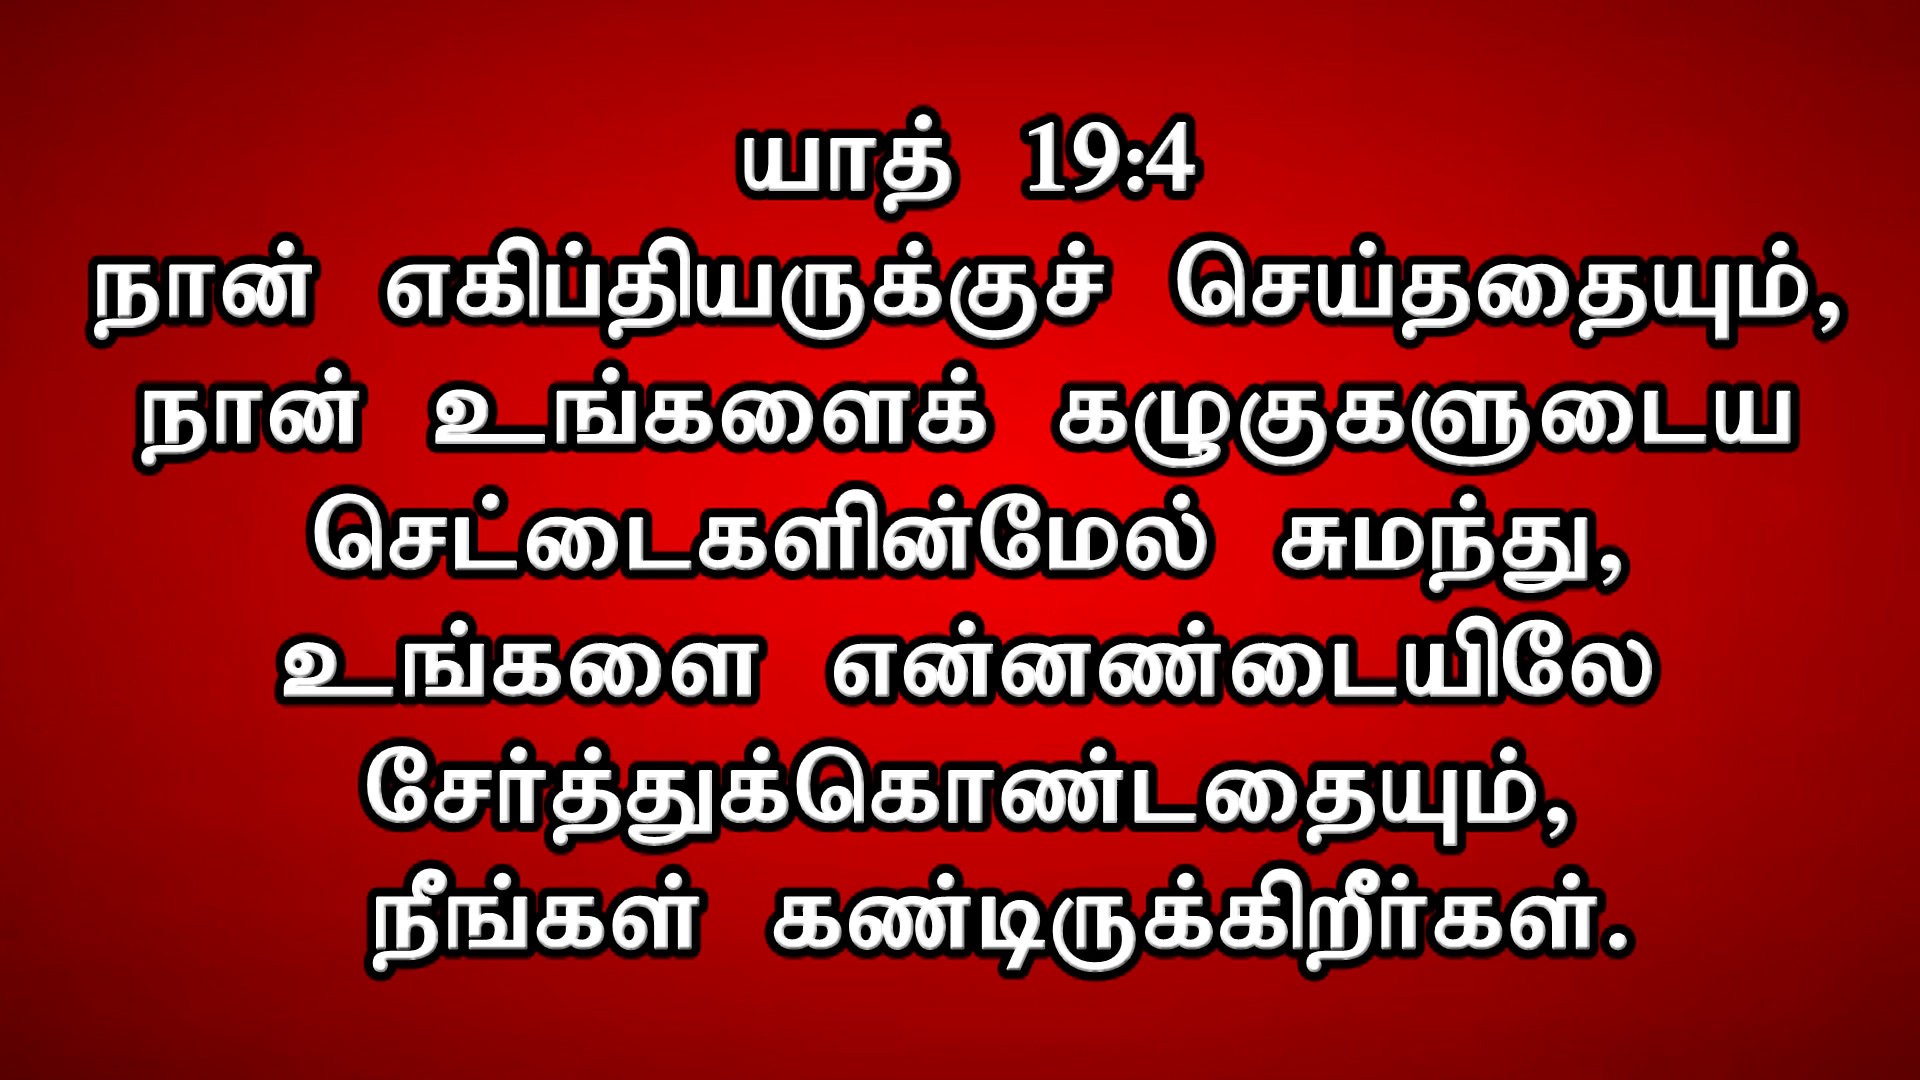 யாத் 19:4
நான் எகிப்தியருக்குச் செய்ததையும்,
நான் உங்களைக் கழுகுகளுடைய
செட்டைகளின்மேல் சுமந்து,
உங்களை என்னண்டையிலே
சேர்த்துக்கொண்டதையும்,
நீங்கள் கண்டிருக்கிறீர்கள்.